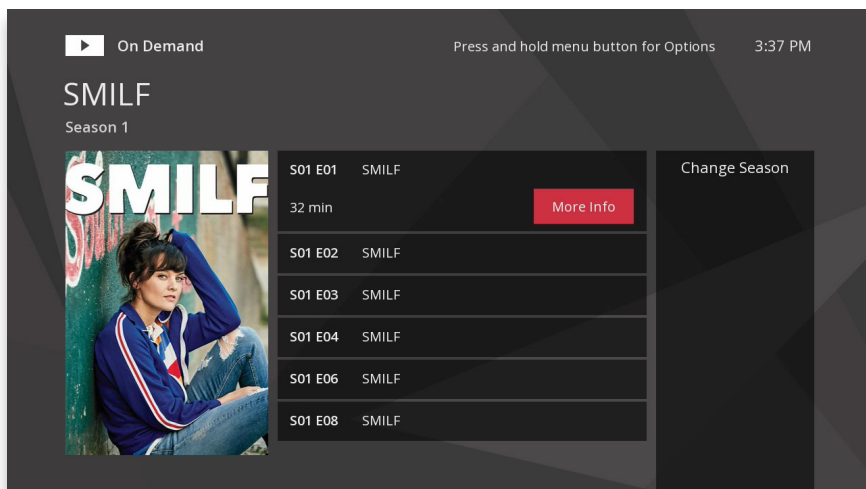 On Demand
Press and hold menu button for Options 3:37 PM
SMILF
Season 1
SMILF
S01 E01 SMILF
32 min More Info
S01 E02 SMILF
S01 E03 SMILF
S01 E04 SMILF
S01 E06 SMILF
S01 E08 SMILF
Change Season